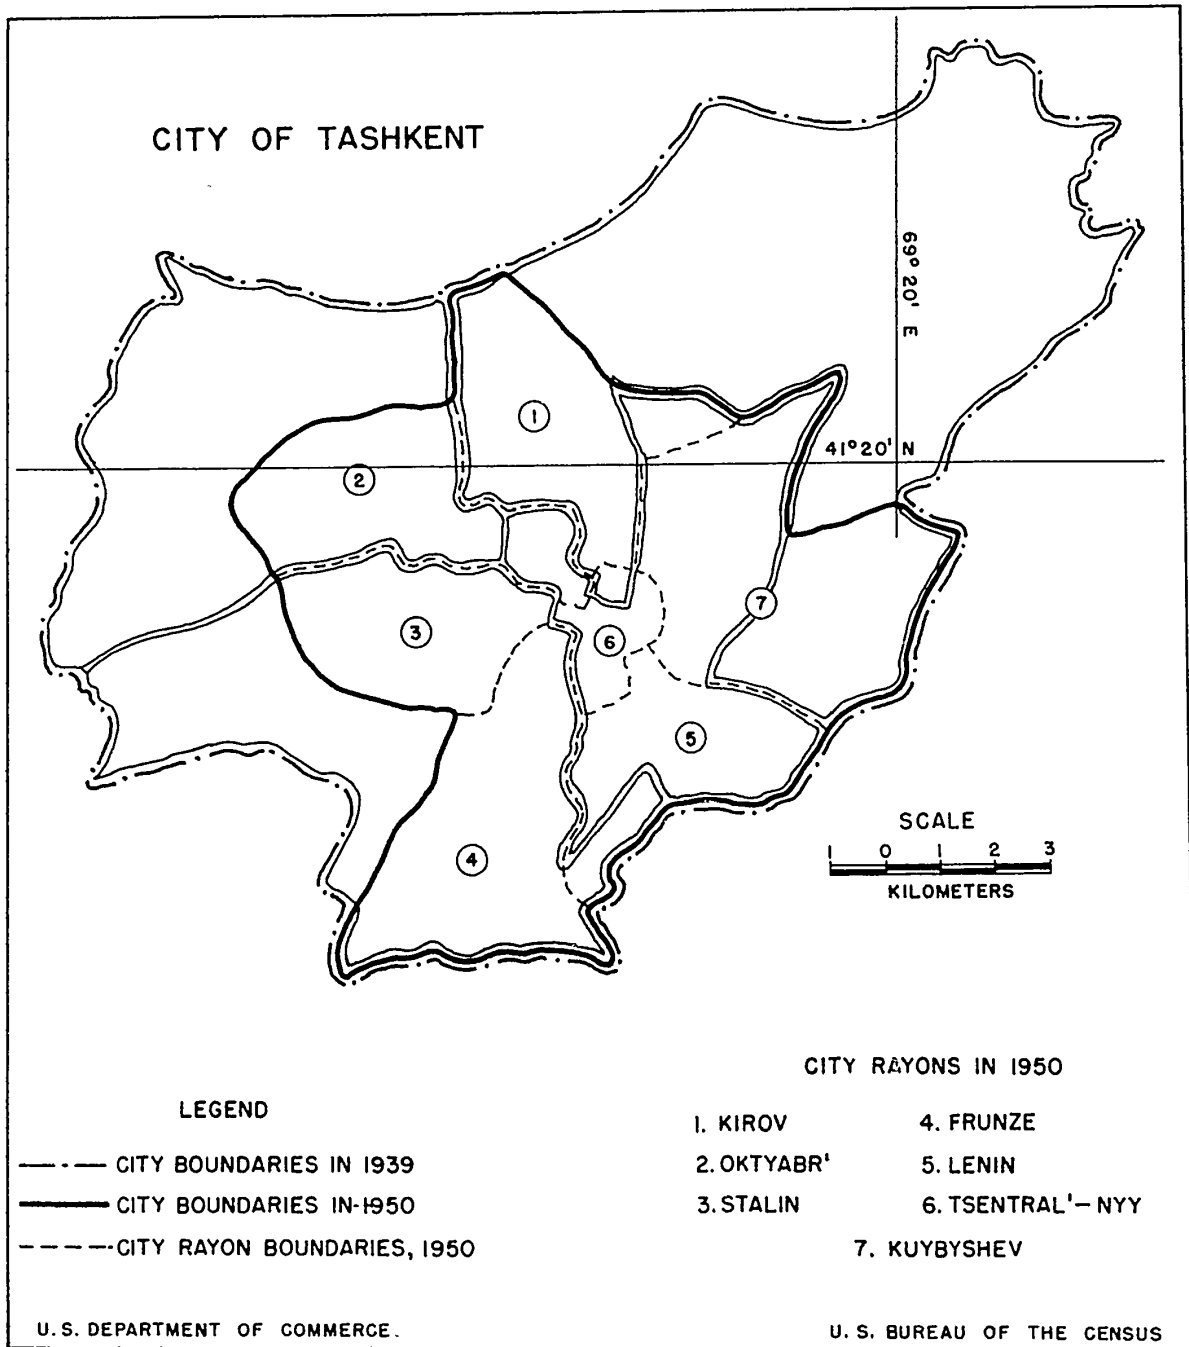 CITY OF TASHKENT
69° 20' E
1
41° 20' N
2
7
3
6
5
SCALE
1 0 1 2 3
KILOMETERS
4
CITY RAYONS IN 1950
LEGEND
1. KIROV 4. FRUNZE
CITY BOUNDARIES IN 1939
2. OKTYABR' 5. LENIN
CITY BOUNDARIES IN 1950
3. STALIN 6. TSENTRAL'-NYY
CITY RAYON BOUNDARIES, 1950
7. KUYBYSHEV
U.S. DEPARTMENT OF COMMERCE.
U.S. BUREAU OF THE CENSUS